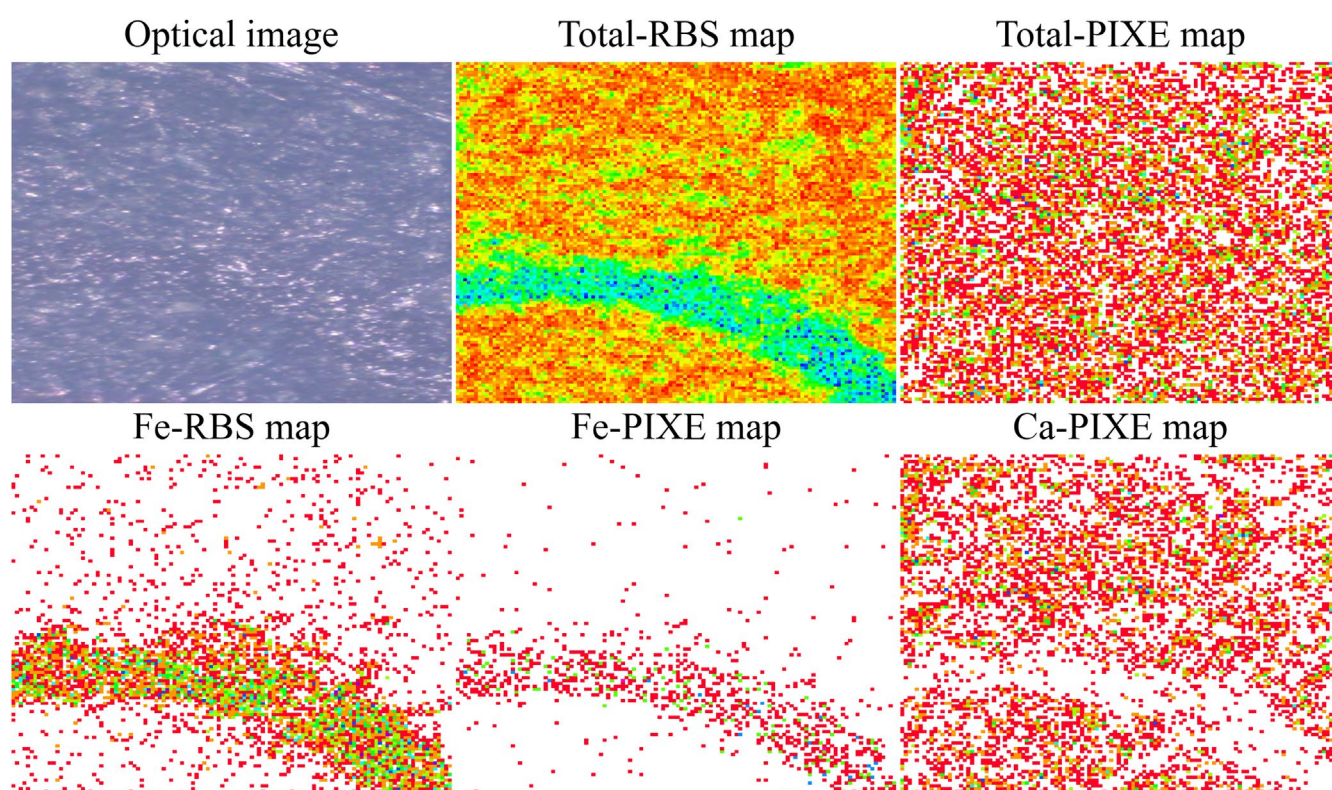 Optical image
Total-RBS map
Total-PIXE map
Fe-RBS map
Fe-PIXE map
Ca-PIXE map